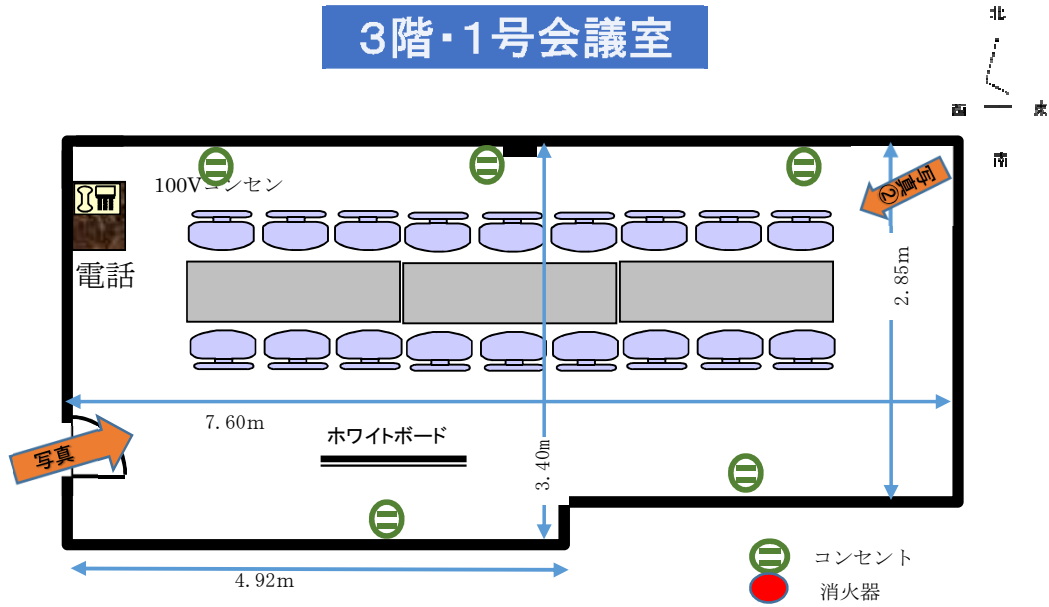 3階・1号会議室
北
西
東
南
100Vコンセン
写真②
電話
2.85m
7.60m
ホワイトボード
写真
3.40m
4.92m
コンセント
消火器